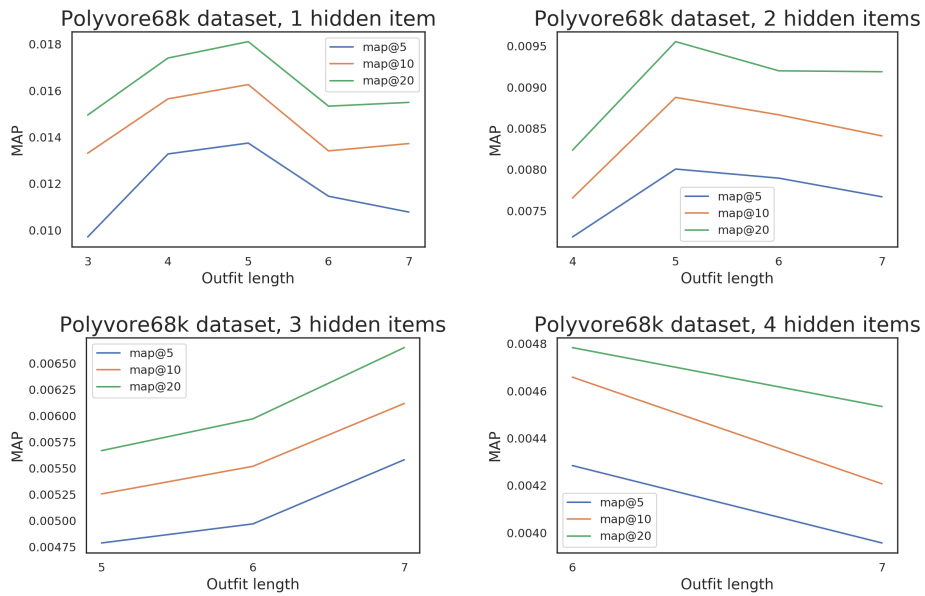 Polyvore68k dataset, 1 hidden item
MAP
0.018
0.016
0.014
0.012
0.010
map@5
map@10
map@20
3 4 5 6 7
Outfit length
Polyvore68k dataset, 2 hidden items
MAP
0.0095
0.0090
0.0085
0.0080
0.0075
map@5
map@10
map@20
4 5 6 7
Outfit length
Polyvore68k dataset, 3 hidden items
MAP
0.00650
0.00625
0.00600
0.00575
0.00550
0.00525
0.00500
0.00475
map@5
map@10
map@20
5 6 7
Outfit length
Polyvore68k dataset, 4 hidden items
MAP
0.0048
0.0046
0.0044
0.0042
0.0040
map@5
map@10
map@20
6 7
Outfit length